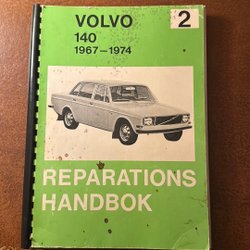 VOLVO
2
140
1967-1974
REPARATIONS
HANDBOK